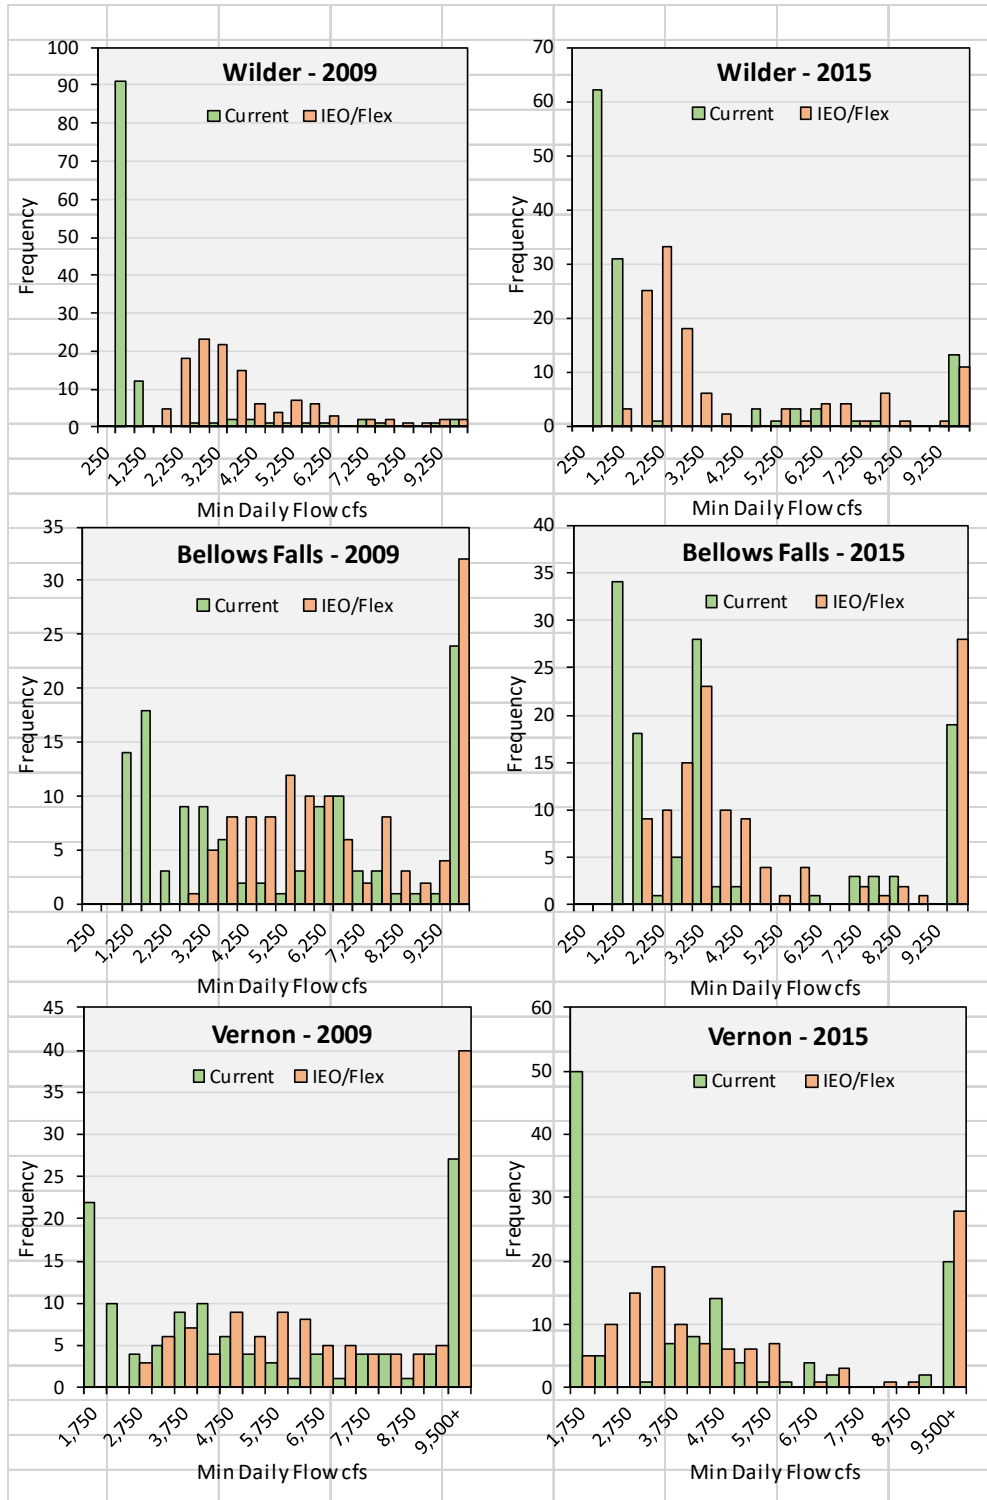 Wilder - 2009
Current IEO/Flex
Frequency
100
90
80
70
60
50
40
30
20
10
0
250 1,250 2,250 3,250 4,250 5,250 6,250 7,250 8,250 9,250
Min Daily Flow cfs
Wilder - 2015
Current IEO/Flex
Frequency
70
60
50
40
30
20
10
0
250 1,250 2,250 3,250 4,250 5,250 6,250 7,250 8,250 9,250
Min Daily Flow cfs
Bellows Falls - 2009
Current IEO/Flex
Frequency
35
30
25
20
15
10
5
0
250 1,250 2,250 3,250 4,250 5,250 6,250 7,250 8,250 9,250
Min Daily Flow cfs
Bellows Falls - 2015
Current IEO/Flex
Frequency
40
35
30
25
20
15
10
5
0
250 1,250 2,250 3,250 4,250 5,250 6,250 7,250 8,250 9,250
Min Daily Flow cfs
Vernon - 2009
Current IEO/Flex
Frequency
45
40
35
30
25
20
15
10
5
0
1,750 2,750 3,750 4,750 5,750 6,750 7,750 8,750 9,500+
Min Daily Flow cfs
Vernon - 2015
Current IEO/Flex
Frequency
60
50
40
30
20
10
0
1,750 2,750 3,750 4,750 5,750 6,750 7,750 8,750 9,500+
Min Daily Flow cfs